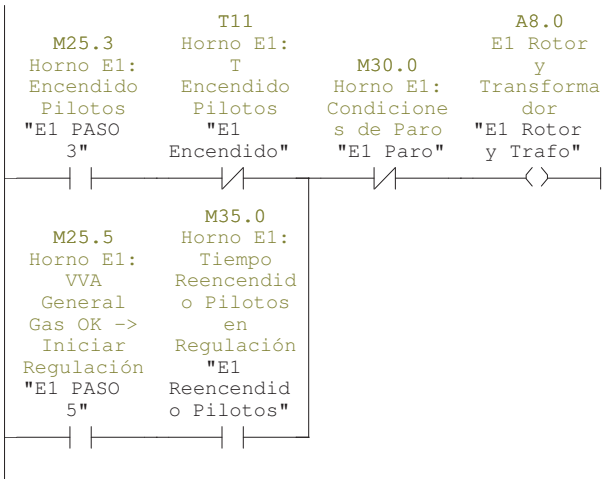 M25.3
Horno E1:
Encendido
Pilotos
"E1 PASO
3"
T11
Horno E1:
T
Encendido
Pilotos
"E1
Encendido"
M30.0
Horno E1:
Condicione
s de Paro
"E1 Paro"
A8.0
E1 Rotor
y
Transforma
dor
"E1 Rotor
y Trafo"
M25.5
Horno E1:
VVA
General
Gas OK ->
Iniciar
Regulación
"E1 PASO
5"
M35.0
Horno E1:
Tiempo
Reencendid
o Pilotos
en
Regulación
"E1
Reencendid
o Pilotos"